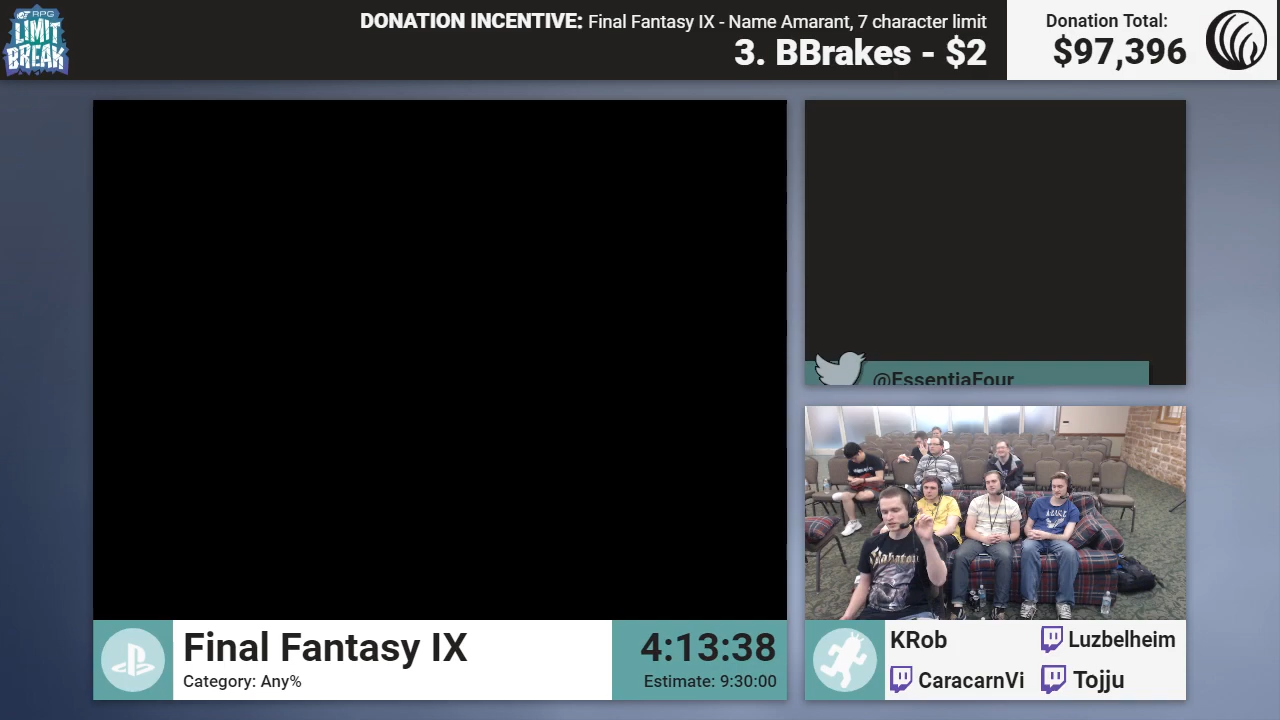 RPG
LIMIT
BREAK
DONATION INCENTIVE: Final Fantasy IX - Name Amarant, 7 character limit
3. BBrakes - $2
Donation Total:
$97,396
@EssentiaFour
Final Fantasy IX
Category: Any%
4:13:38
Estimate: 9:30:00
KRob
Luzbelheim
CaracarnVi
Tojju
Sabaton